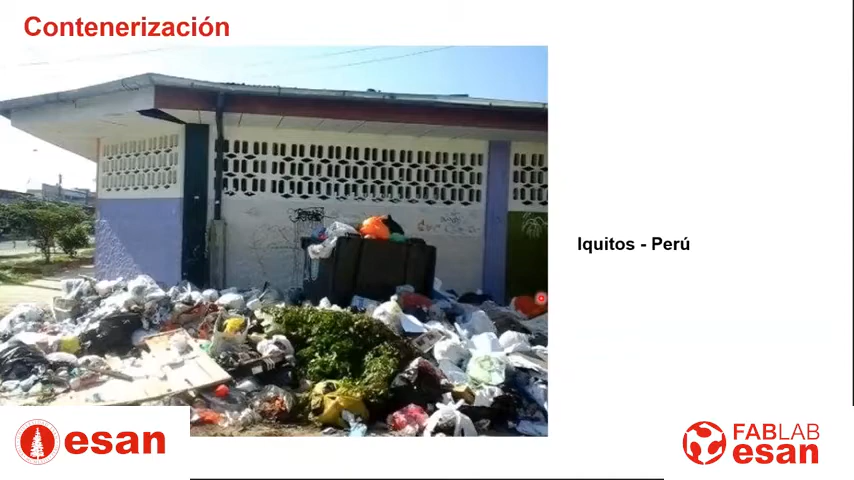 Contenerización
Iquitos - Perú
esan
FABLAB
esan